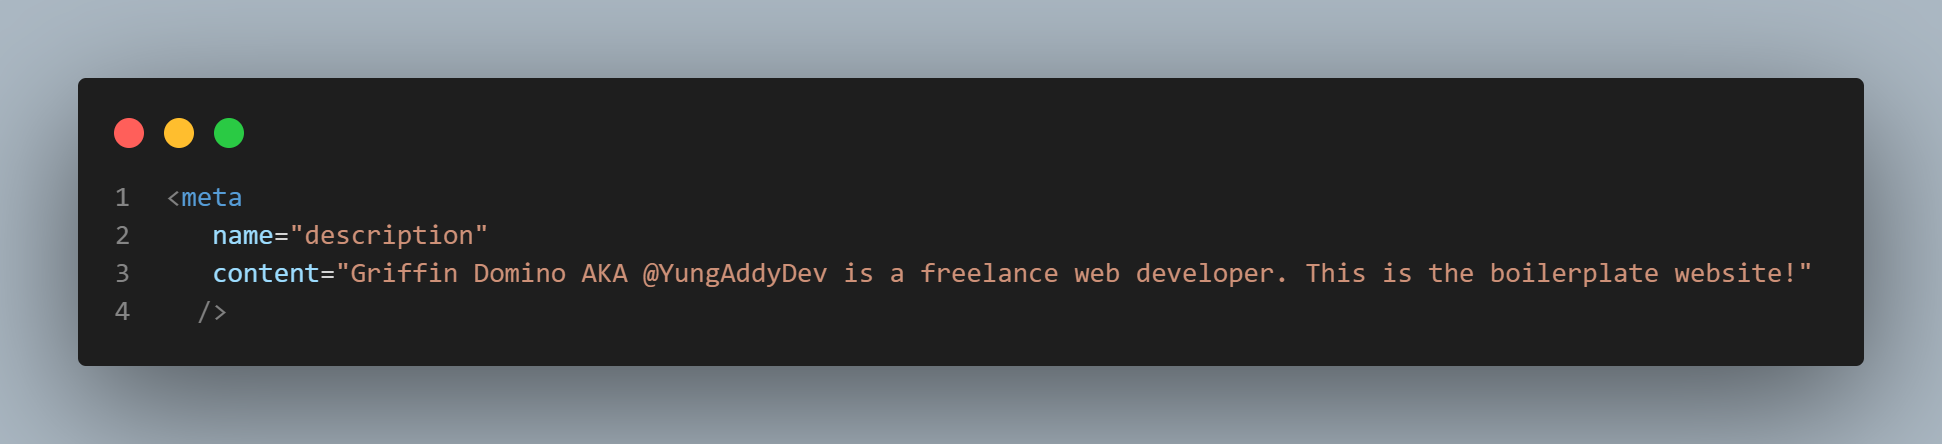 1 <meta
2 name="description"
3 content="Griffin Domino AKA @YungAddyDev is a freelance web developer. This is the boilerplate website!"
4 />